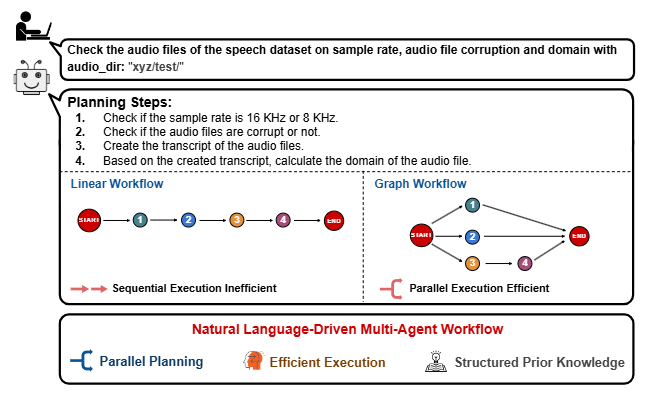 Check the audio files of the speech dataset on sample rate, audio file corruption and domain with
audio_dir: "xyz/test/"
Planning Steps:
1. Check if the sample rate is 16 KHz or 8 KHz.
2. Check if the audio files are corrupt or not.
3. Create the transcript of the audio files.
4. Based on the created transcript, calculate the domain of the audio file.
Linear Workflow
START 1 2 3 4 END
Sequential Execution Inefficient
Graph Workflow
1
START 2 END
3 4
Parallel Execution Efficient
Natural Language-Driven Multi-Agent Workflow
Parallel Planning Efficient Execution Structured Prior Knowledge